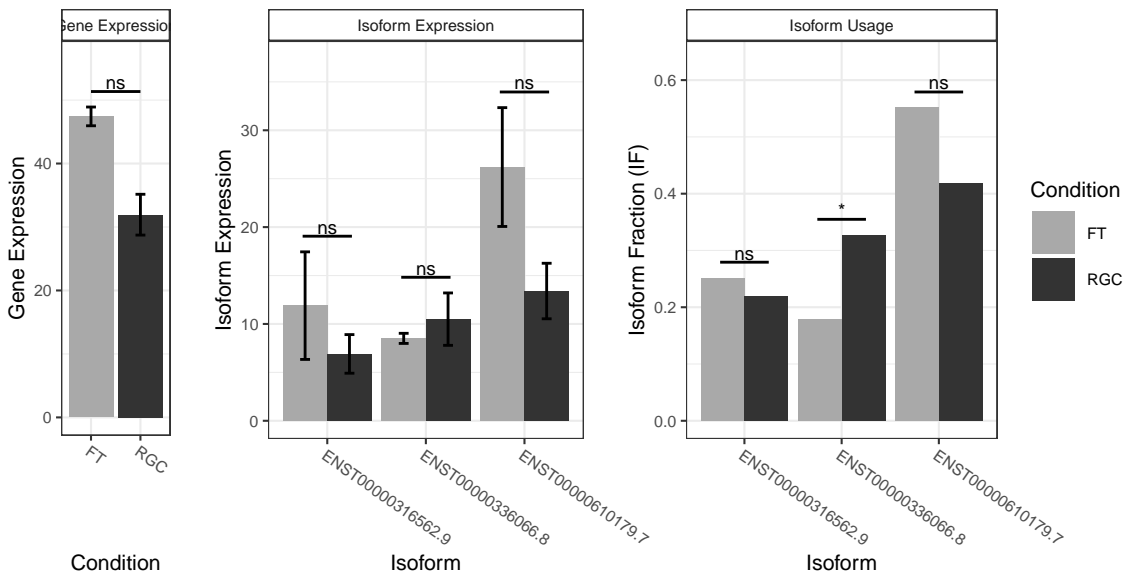 Gene Expression
ns
Gene Expression
40
20
0
FT
RGC
Condition
Isoform Expression
ns
ns
ns
Isoform Expression
30
20
10
0
ENST00000316562.9
ENST00000336066.8
ENST00000610179.7
Isoform
Isoform Usage
ns
*
ns
Isoform Fraction (IF)
0.6
0.4
0.2
0.0
ENST00000316562.9
ENST00000336066.8
ENST00000610179.7
Isoform
Condition
FT
RGC